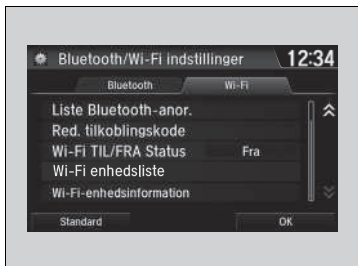 Bluetooth/Wi-Fi indstillinger 12:34
Bluetooth Wi-Fi
Liste Bluetooth-anor.
Red. tilkoblingskode
Wi-Fi TIL/FRA Status Fra
Wi-Fi enhedsliste
Wi-Fi-enhedsinformation
Standard OK